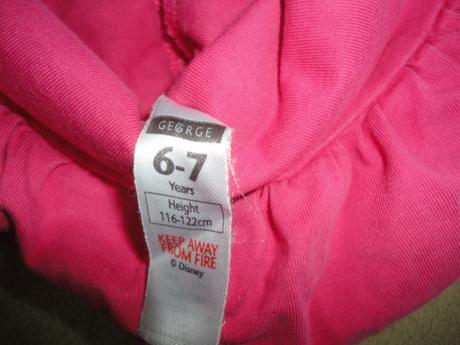 GEORGE
6-7
Years
Height
116-122cm
KEEP AWAY
FROM FIRE
© Disney